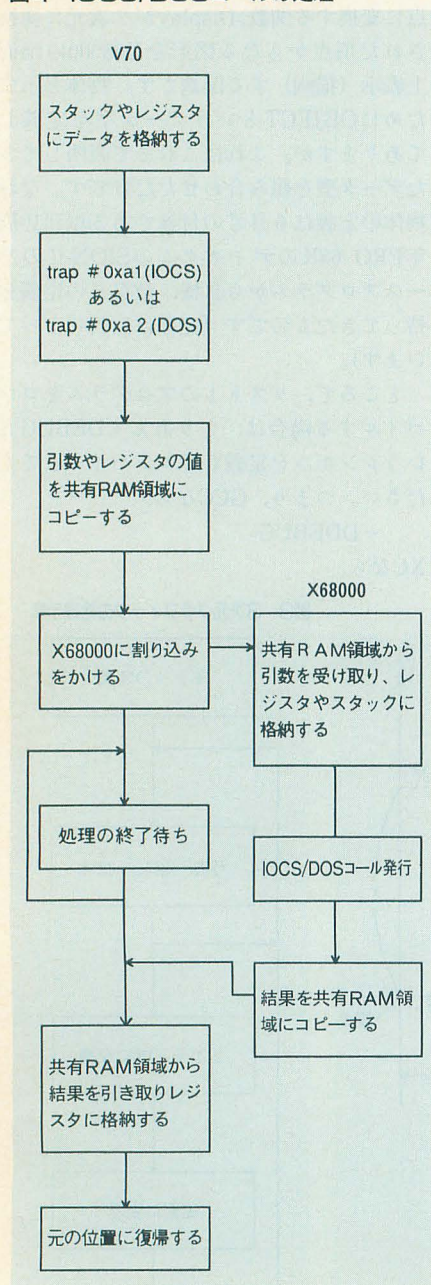 V70
スタックやレジスタ
にデータを格納する
trap #0xa1(IOCS)
あるいは
trap #0xa2(DOS)
引数やレジスタの値
を共有RAM領域に
コピーする
X68000
X68000に割り込み
をかける
共有RAM領域から
引数を受け取り、レ
ジスタやスタックに
格納する
処理の終了待ち
IOCS/DOSコール発行
結果を共有RAM領
域にコピーする
共有RAM領域から
結果を引き取りレジ
スタに格納する
元の位置に復帰する